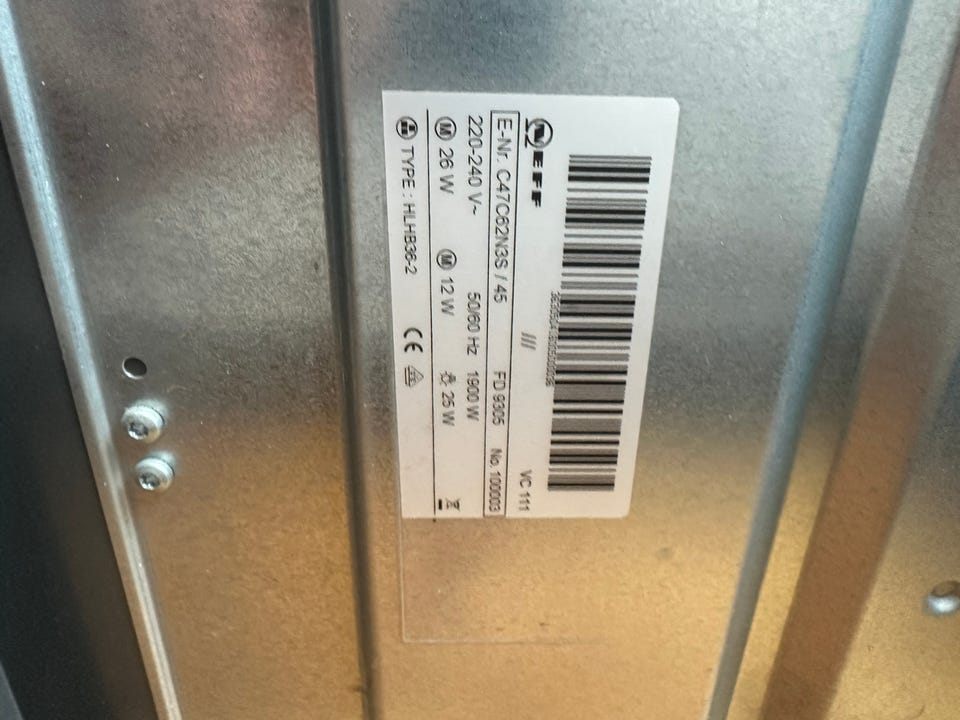 NEFF
///
VC 111
E-Nr. C47C62N3S / 45 FD 9305 No. 100003
220-240 V~ 50/60 Hz 1900 W
M 26 W M 12 W 25 W
TYPE : HLHB36-2 CE